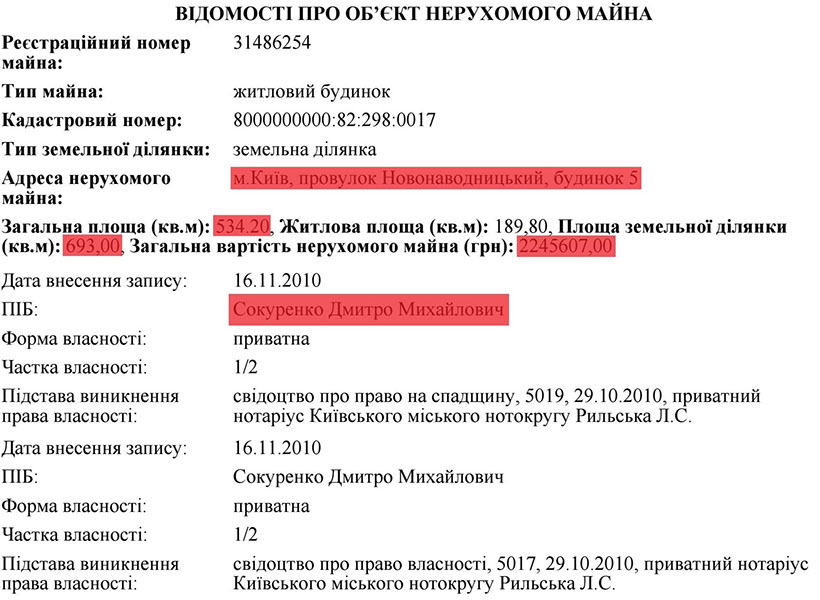 ВІДОМОСТІ ПРО ОБ’ЄКТ НЕРУХОМОГО МАЙНА
Реєстраційний номер майна: 31486254
Тип майна: житловий будинок
Кадастровий номер: 8000000000:82:298:0017
Тип земельної ділянки: земельна ділянка
Адреса нерухомого майна: м.Київ, провулок Новонаводницький, будинок 5
Загальна площа (кв.м): 534.20, Житлова площа (кв.м): 189,80, Площа земельної ділянки
(кв.м): 693,00, Загальна вартість нерухомого майна (грн): 2245607,00
Дата внесення запису: 16.11.2010
ПІБ: Сокуренко Дмитро Михайлович
Форма власності: приватна
Частка власності: 1/2
Підстава виникнення права власності: свідоцтво про право на спадщину, 5019, 29.10.2010, приватний
нотаріус Київського міського нотокругу Рильська Л.С.
Дата внесення запису: 16.11.2010
ПІБ: Сокуренко Дмитро Михайлович
Форма власності: приватна
Частка власності: 1/2
Підстава виникнення права власності: свідоцтво про право власності, 5017, 29.10.2010, приватний нотаріус
Київського міського нотокругу Рильська Л.С.